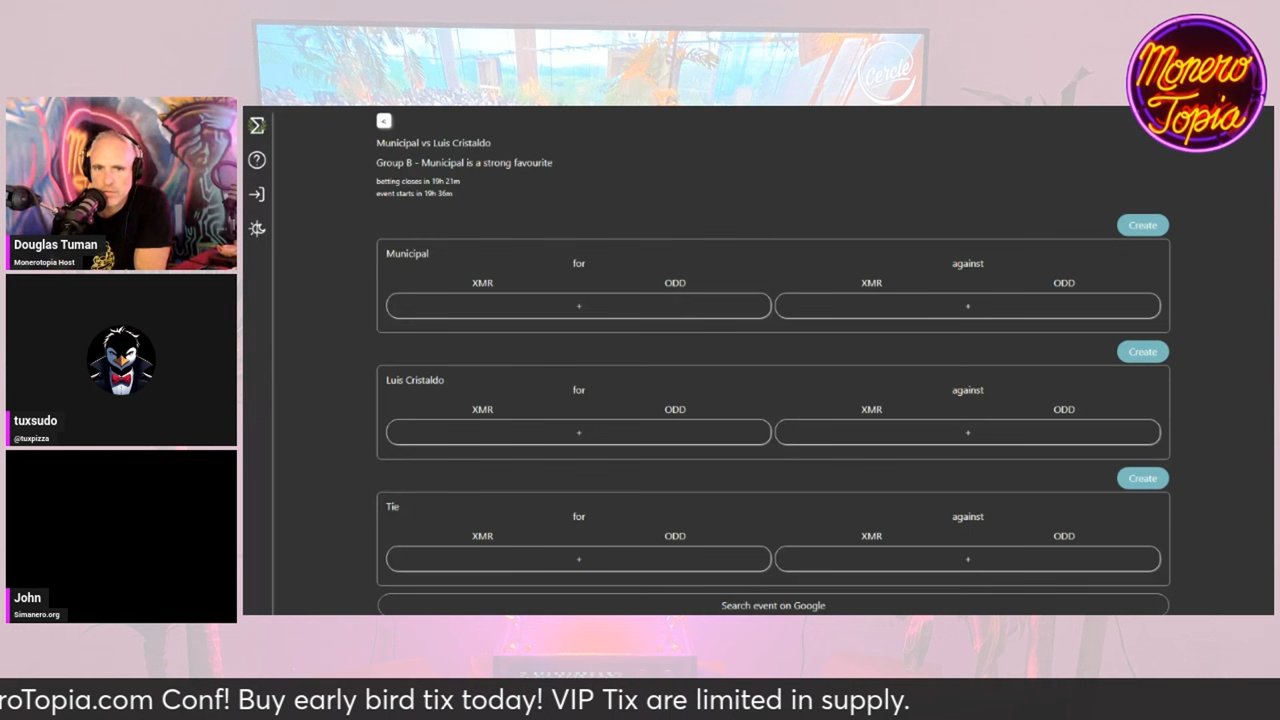 Cercle
Monero
Topia
Douglas Tuman
Monerotopia Host
tuxsudo
@tuxpizza
John
Simanero.org
<
Municipal vs Luis Cristaldo
Group B - Municipal is a strong favourite
betting closes in 19h 21m
event starts in 19h 36m
Create
Municipal
for against
XMR ODD XMR ODD
+ +
Create
Luis Cristaldo
for against
XMR ODD XMR ODD
+ +
Create
Tie
for against
XMR ODD XMR ODD
+ +
Search event on Google
roTopia.com Conf! Buy early bird tix today! VIP Tix are limited in supply.